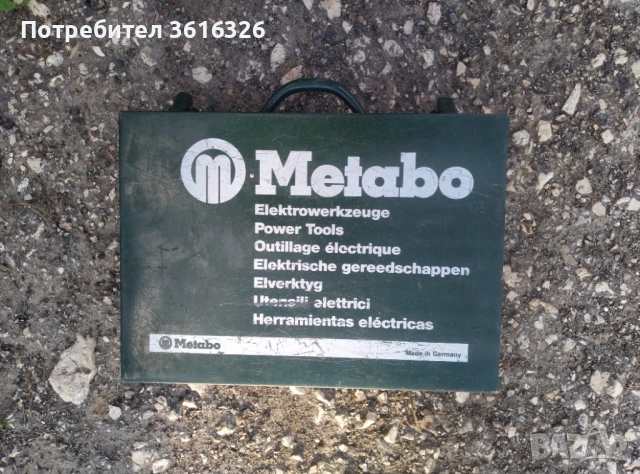 Потребител 3616326
m Metabo
Elektrowerkzeuge
Power Tools
Outillage électrique
Elektrische gereedschappen
Elverktyg
Utensili elettrici
Herramientas eléctricas
m Metabo Made in Germany
BAZAR